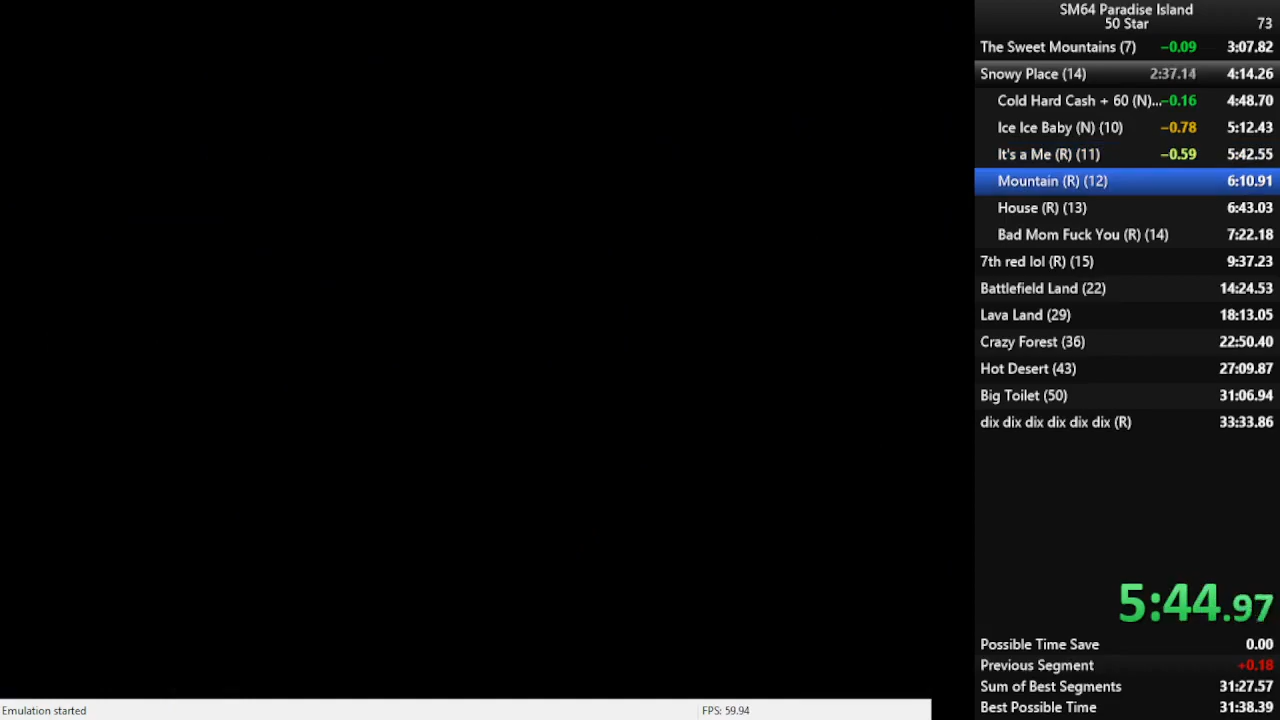 SM64 Paradise Island
50 Star 73
The Sweet Mountains (7) −0.09 3:07.82
Snowy Place (14) 2:37.14 4:14.26
Cold Hard Cash + 60 (N)... −0.16 4:48.70
Ice Ice Baby (N) (10) −0.78 5:12.43
It's a Me (R) (11) −0.59 5:42.55
Mountain (R) (12) 6:10.91
House (R) (13) 6:43.03
Bad Mom Fuck You (R) (14) 7:22.18
7th red lol (R) (15) 9:37.23
Battlefield Land (22) 14:24.53
Lava Land (29) 18:13.05
Crazy Forest (36) 22:50.40
Hot Desert (43) 27:09.87
Big Toilet (50) 31:06.94
dix dix dix dix dix dix (R) 33:33.86
5:44.97
Possible Time Save 0.00
Previous Segment +0.18
Sum of Best Segments 31:27.57
Best Possible Time 31:38.39
Emulation started FPS: 59.94